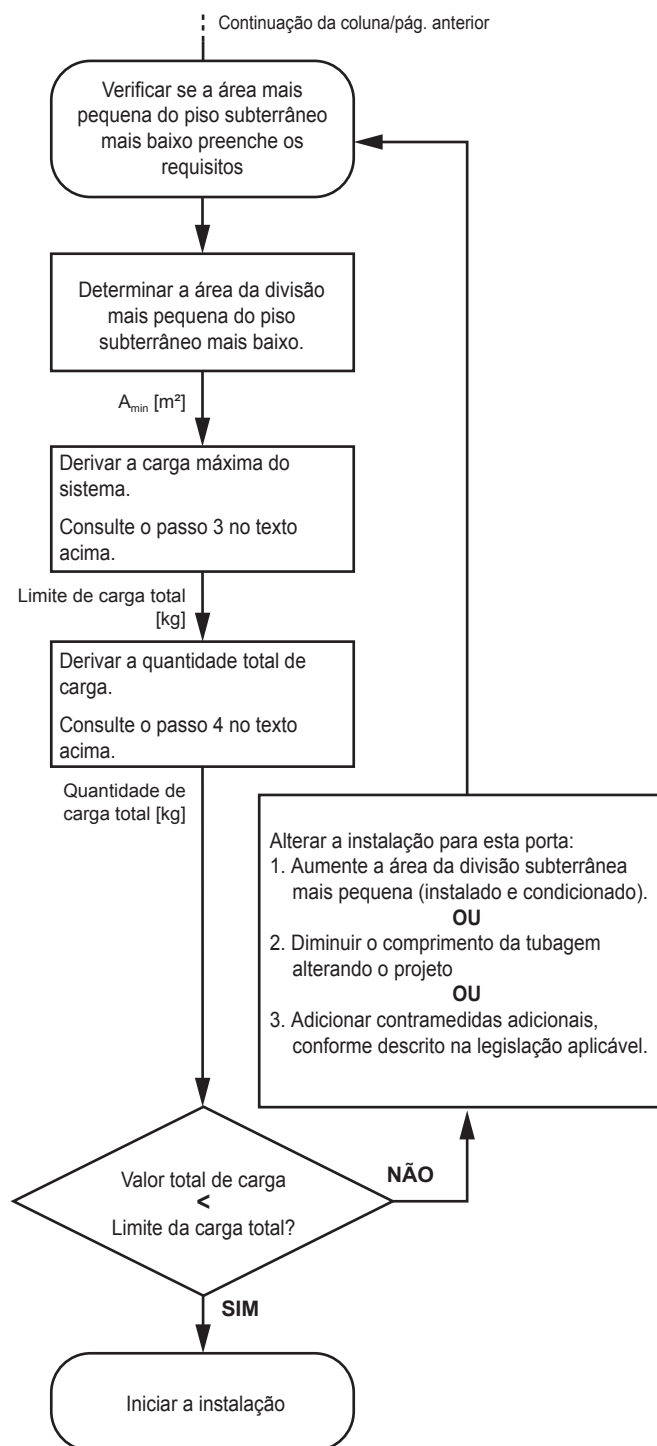 Continuação da coluna/pág. anterior
Verificar se a área mais
pequena do piso subterrâneo
mais baixo preenche os
requisitos
Determinar a área da divisão
mais pequena do piso
subterrâneo mais baixo.
Amin [m²]
Derivar a carga máxima do
sistema.
Consulte o passo 3 no texto
acima.
Limite de carga total
[kg]
Derivar a quantidade total de
carga.
Consulte o passo 4 no texto
acima.
Quantidade de
carga total [kg]
Alterar a instalação para esta porta:
1. Aumente a área da divisão subterrânea
mais pequena (instalado e condicionado).
OU
2. Diminuir o comprimento da tubagem
alterando o projeto
OU
3. Adicionar contramedidas adicionais,
conforme descrito na legislação aplicável.
Valor total de carga
<
Limite da carga total?
NÃO
SIM
Iniciar a instalação